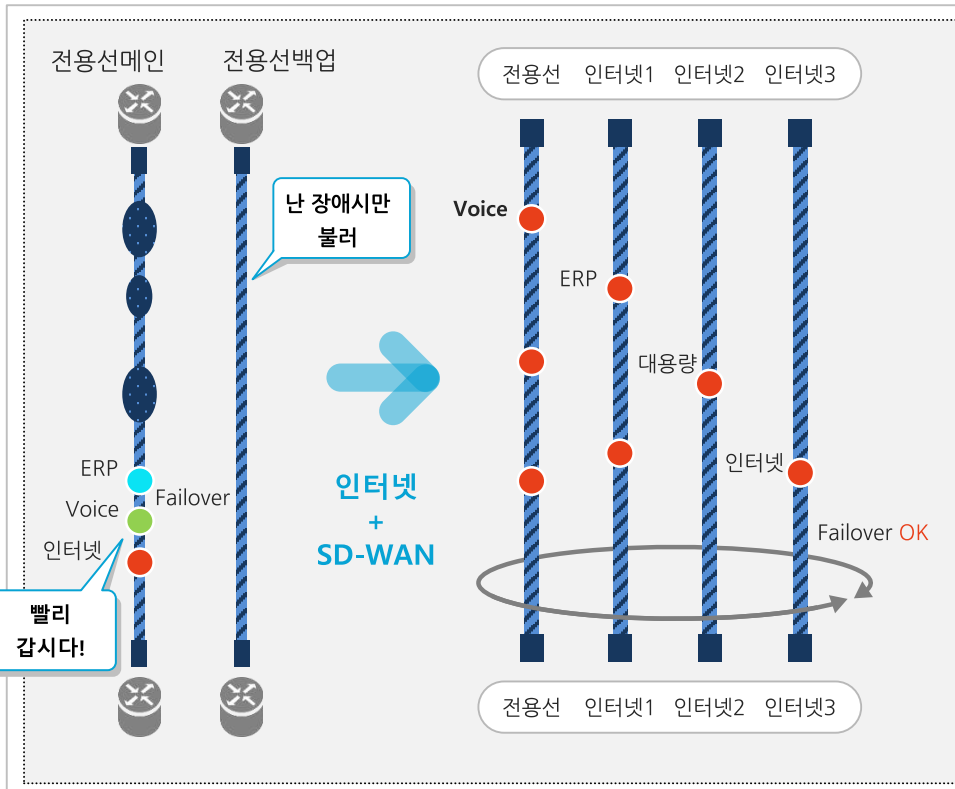 전용선메인
전용선백업
난 장애시만
불러
ERP
Voice
Failover
인터넷
빨리
갑시다!
인터넷
+
SD-WAN
전용선 인터넷1 인터넷2 인터넷3
Voice
ERP
대용량
인터넷
Failover OK
전용선 인터넷1 인터넷2 인터넷3